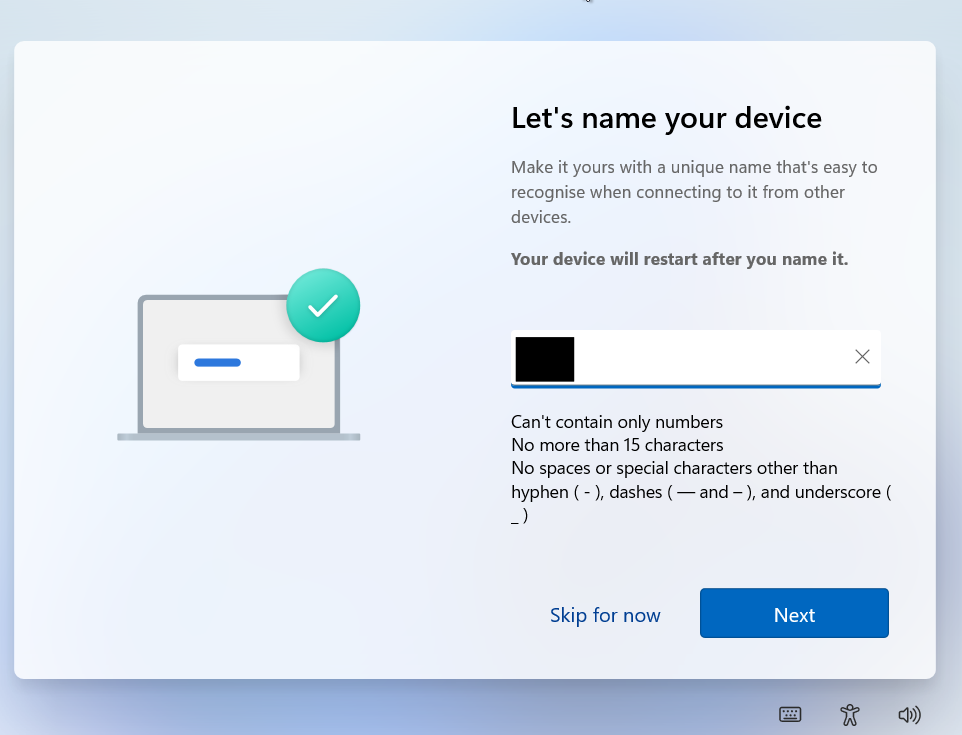 Let's name your device
Make it yours with a unique name that's easy to
recognise when connecting to it from other
devices.
Your device will restart after you name it.
Can't contain only numbers
No more than 15 characters
No spaces or special characters other than
hyphen ( - ), dashes ( — and – ), and underscore (
_ )
Skip for now
Next